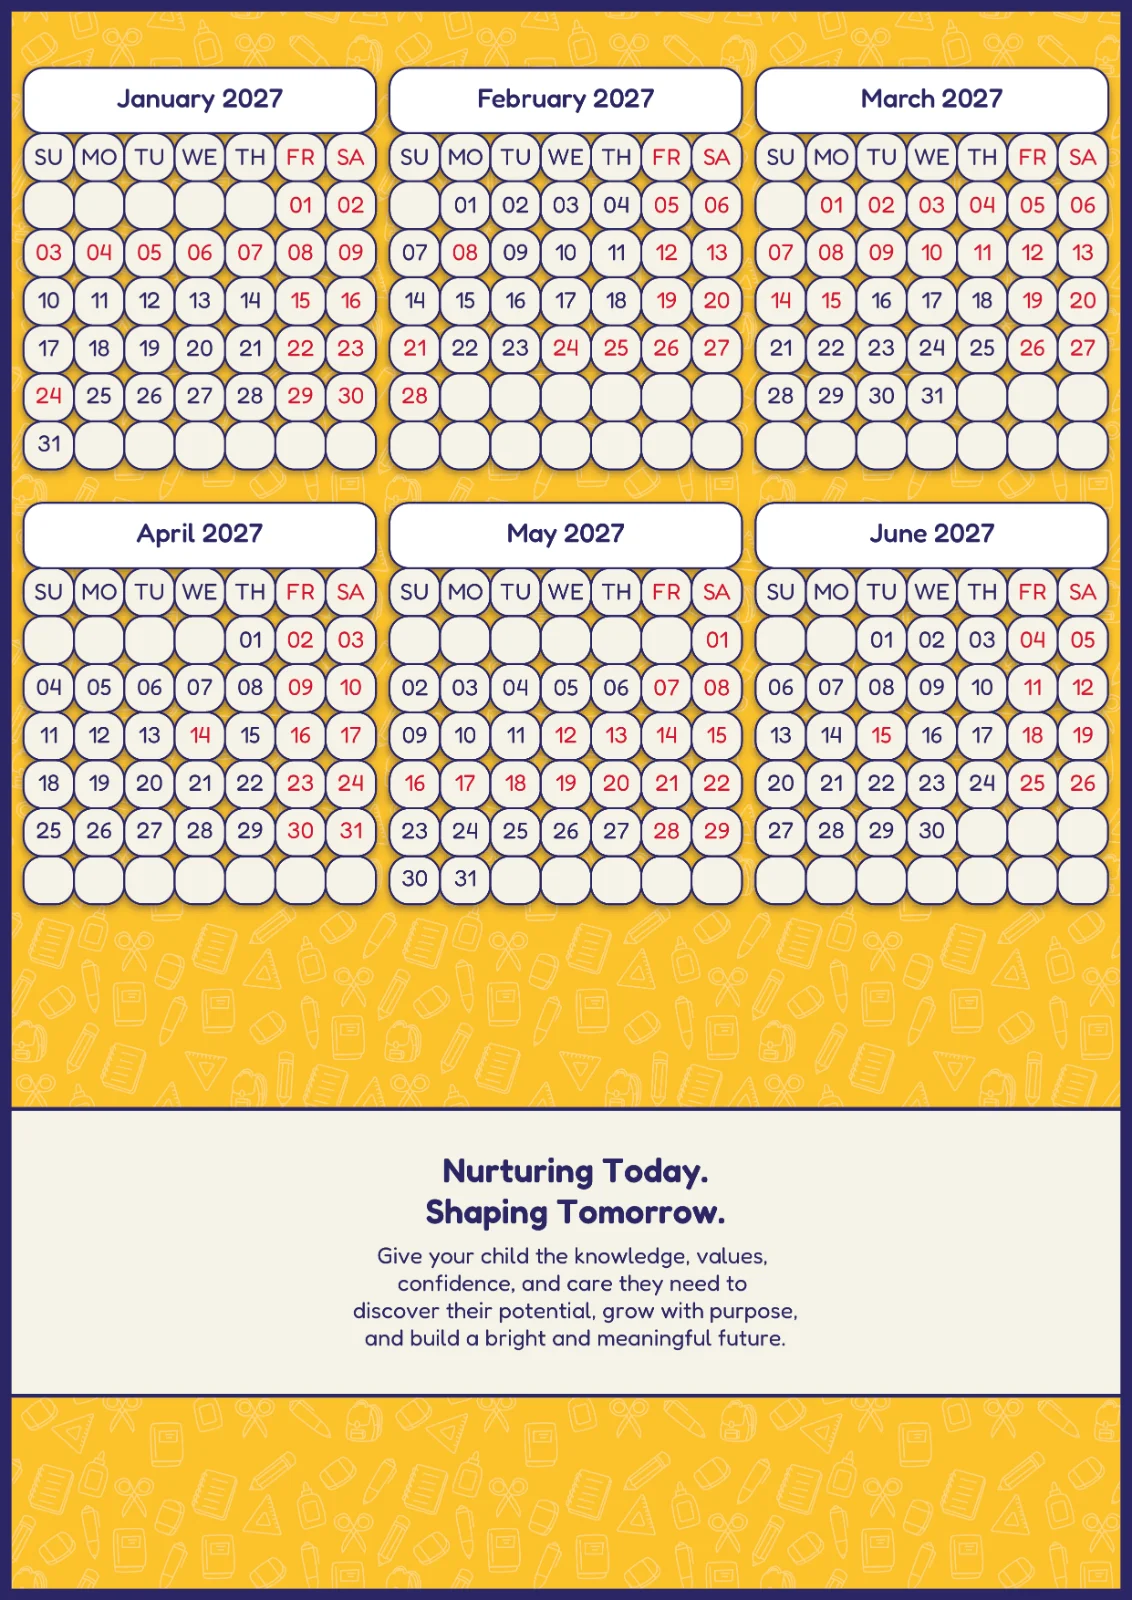 January 2027
SU MO TU WE TH FR SA
01 02
03 04 05 06 07 08 09
10 11 12 13 14 15 16
17 18 19 20 21 22 23
24 25 26 27 28 29 30
31
February 2027
SU MO TU WE TH FR SA
01 02 03 04 05 06
07 08 09 10 11 12 13
14 15 16 17 18 19 20
21 22 23 24 25 26 27
28
March 2027
SU MO TU WE TH FR SA
01 02 03 04 05 06
07 08 09 10 11 12 13
14 15 16 17 18 19 20
21 22 23 24 25 26 27
28 29 30 31
April 2027
SU MO TU WE TH FR SA
01 02 03
04 05 06 07 08 09 10
11 12 13 14 15 16 17
18 19 20 21 22 23 24
25 26 27 28 29 30 31
May 2027
SU MO TU WE TH FR SA
01
02 03 04 05 06 07 08
09 10 11 12 13 14 15
16 17 18 19 20 21 22
23 24 25 26 27 28 29
30 31
June 2027
SU MO TU WE TH FR SA
01 02 03 04 05
06 07 08 09 10 11 12
13 14 15 16 17 18 19
20 21 22 23 24 25 26
27 28 29 30
Nurturing Today.
Shaping Tomorrow.
Give your child the knowledge, values,
confidence, and care they need to
discover their potential, grow with purpose,
and build a bright and meaningful future.